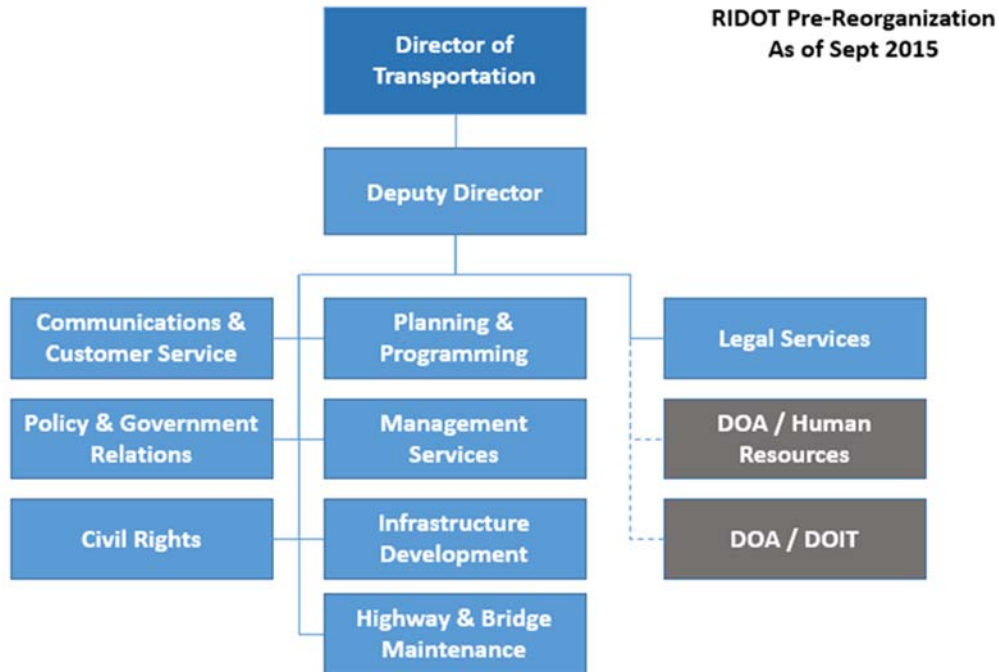 RIDOT Pre-Reorganization
As of Sept 2015
Director of
Transportation
Deputy Director
Communications &
Customer Service
Planning &
Programming
Legal Services
Policy & Government
Relations
Management
Services
DOA / Human
Resources
Civil Rights
Infrastructure
Development
DOA / DOIT
Highway & Bridge
Maintenance